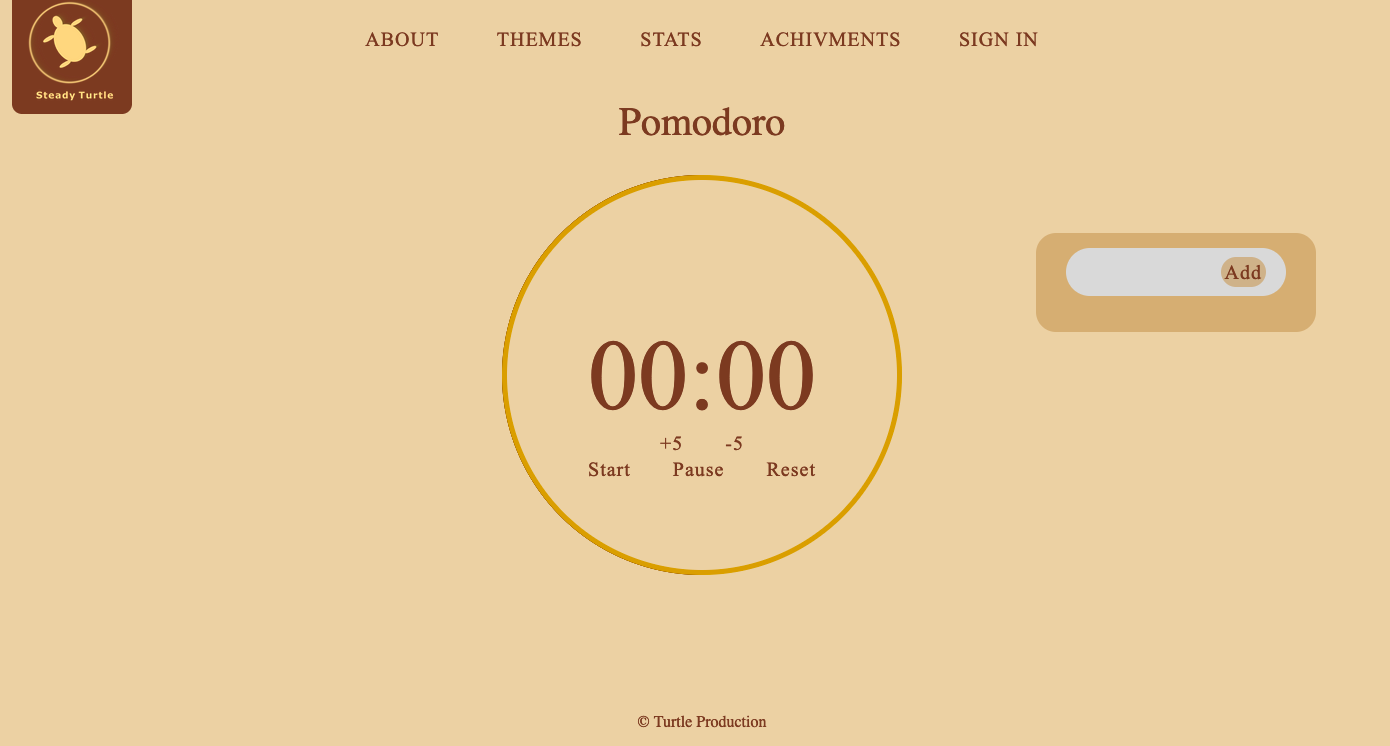 Steady Turtle
ABOUT THEMES STATS ACHIVMENTS SIGN IN
Pomodoro
Add
00:00
+5 -5
Start Pause Reset
© Turtle Production